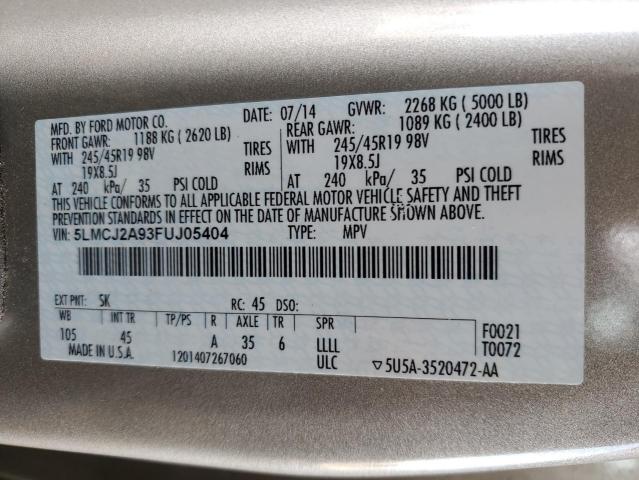 MFD. BY FORD MOTOR CO. DATE: 07/14 GVWR: 2268 KG ( 5000 LB)
FRONT GAWR: 1188 KG ( 2620 LB) REAR GAWR: 1089 KG ( 2400 LB)
WITH 245/45R19 98V TIRES WITH 245/45R19 98V TIRES
19X8.5J RIMS 19X8.5J RIMS
AT 240 kPa/ 35 PSI COLD AT 240 kPa/ 35 PSI COLD
THIS VEHICLE CONFORMS TO ALL APPLICABLE FEDERAL MOTOR VEHICLE SAFETY AND THEFT
PREVENTION STANDARDS IN EFFECT ON THE DATE OF MANUFACTURE SHOWN ABOVE.
VIN: 5LMCJ2A93FUJ05404 TYPE: MPV
EXT PNT: SK RC: 45 DSO:
WB INT TR TP/PS R AXLE TR SPR
105 45 A 35 6 LLLL F0021
MADE IN U.S.A. 1201407267060 ULC T0072
▽5U5A-3520472-AA